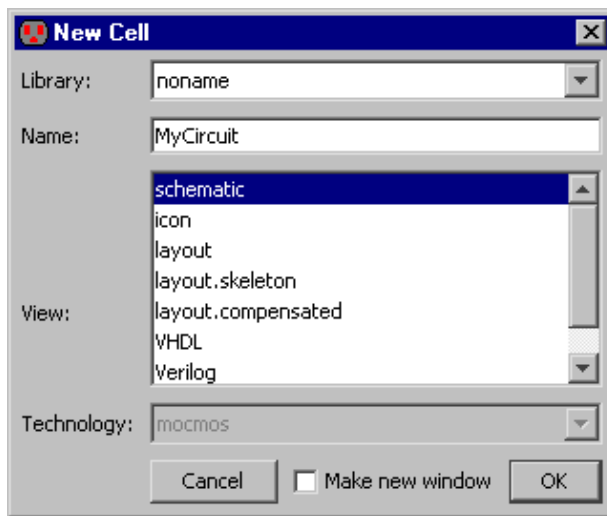 New Cell
Library: noname
Name: MyCircuit
schematic
icon
layout
layout.skeleton
View: layout.compensated
VHDL
Verilog
Technology: mocmos
Cancel Make new window OK